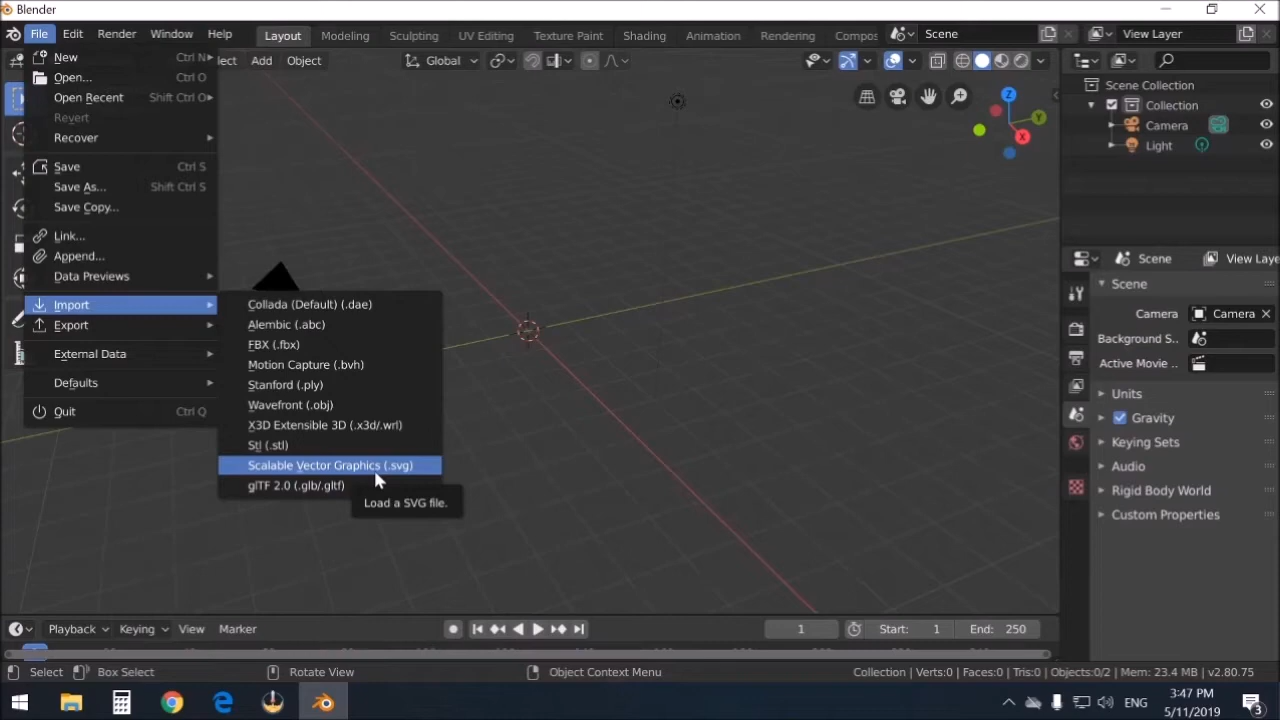 Blender
File Edit Render Window Help Layout Modeling Sculpting UV Editing Texture Paint Shading Animation Rendering Compos Scene View Layer
lect Add Object Global
New Ctrl N
Open... Ctrl O
Open Recent Shift Ctrl O
Revert
Recover
Save Ctrl S
Save As... Shift Ctrl S
Save Copy...
Link...
Append...
Data Previews
Import
Export
External Data
Defaults
Quit Ctrl Q
Collada (Default) (.dae)
Alembic (.abc)
FBX (.fbx)
Motion Capture (.bvh)
Stanford (.ply)
Wavefront (.obj)
X3D Extensible 3D (.x3d/.wrl)
Stl (.stl)
Scalable Vector Graphics (.svg)
glTF 2.0 (.glb/.gltf)
Load a SVG file.
Z
Y
X
Scene Collection
Collection
Camera
Light
Scene View Laye
Scene
Camera Camera
Background S..
Active Movie ..
Units
Gravity
Keying Sets
Audio
Rigid Body World
Custom Properties
Playback Keying View Marker 1 Start: 1 End: 250
Select Box Select Rotate View Object Context Menu Collection | Verts:0 | Faces:0 | Tris:0 | Objects:0/2 | Mem: 23.4 MB | v2.80.75
ENG
3:47 PM
5/11/2019
3